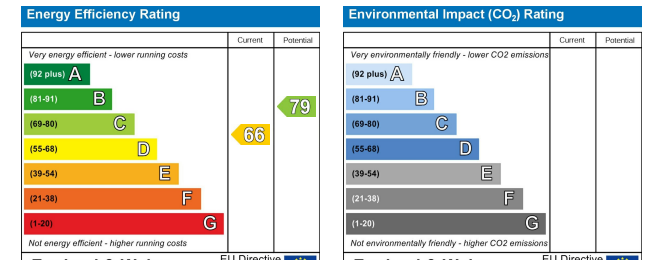 Energy Efficiency Rating
Current Potential
Very energy efficient - lower running costs
(92 plus) A
(81-91) B
(69-80) C
(55-68) D
(39-54) E
(21-38) F
(1-20) G
66
79
Not energy efficient - higher running costs
EU Directive
Environmental Impact (CO₂) Rating
Current Potential
Very environmentally friendly - lower CO2 emissions
(92 plus) A
(81-91) B
(69-80) C
(55-68) D
(39-54) E
(21-38) F
(1-20) G
Not environmentally friendly - higher CO2 emissions
EU Directive